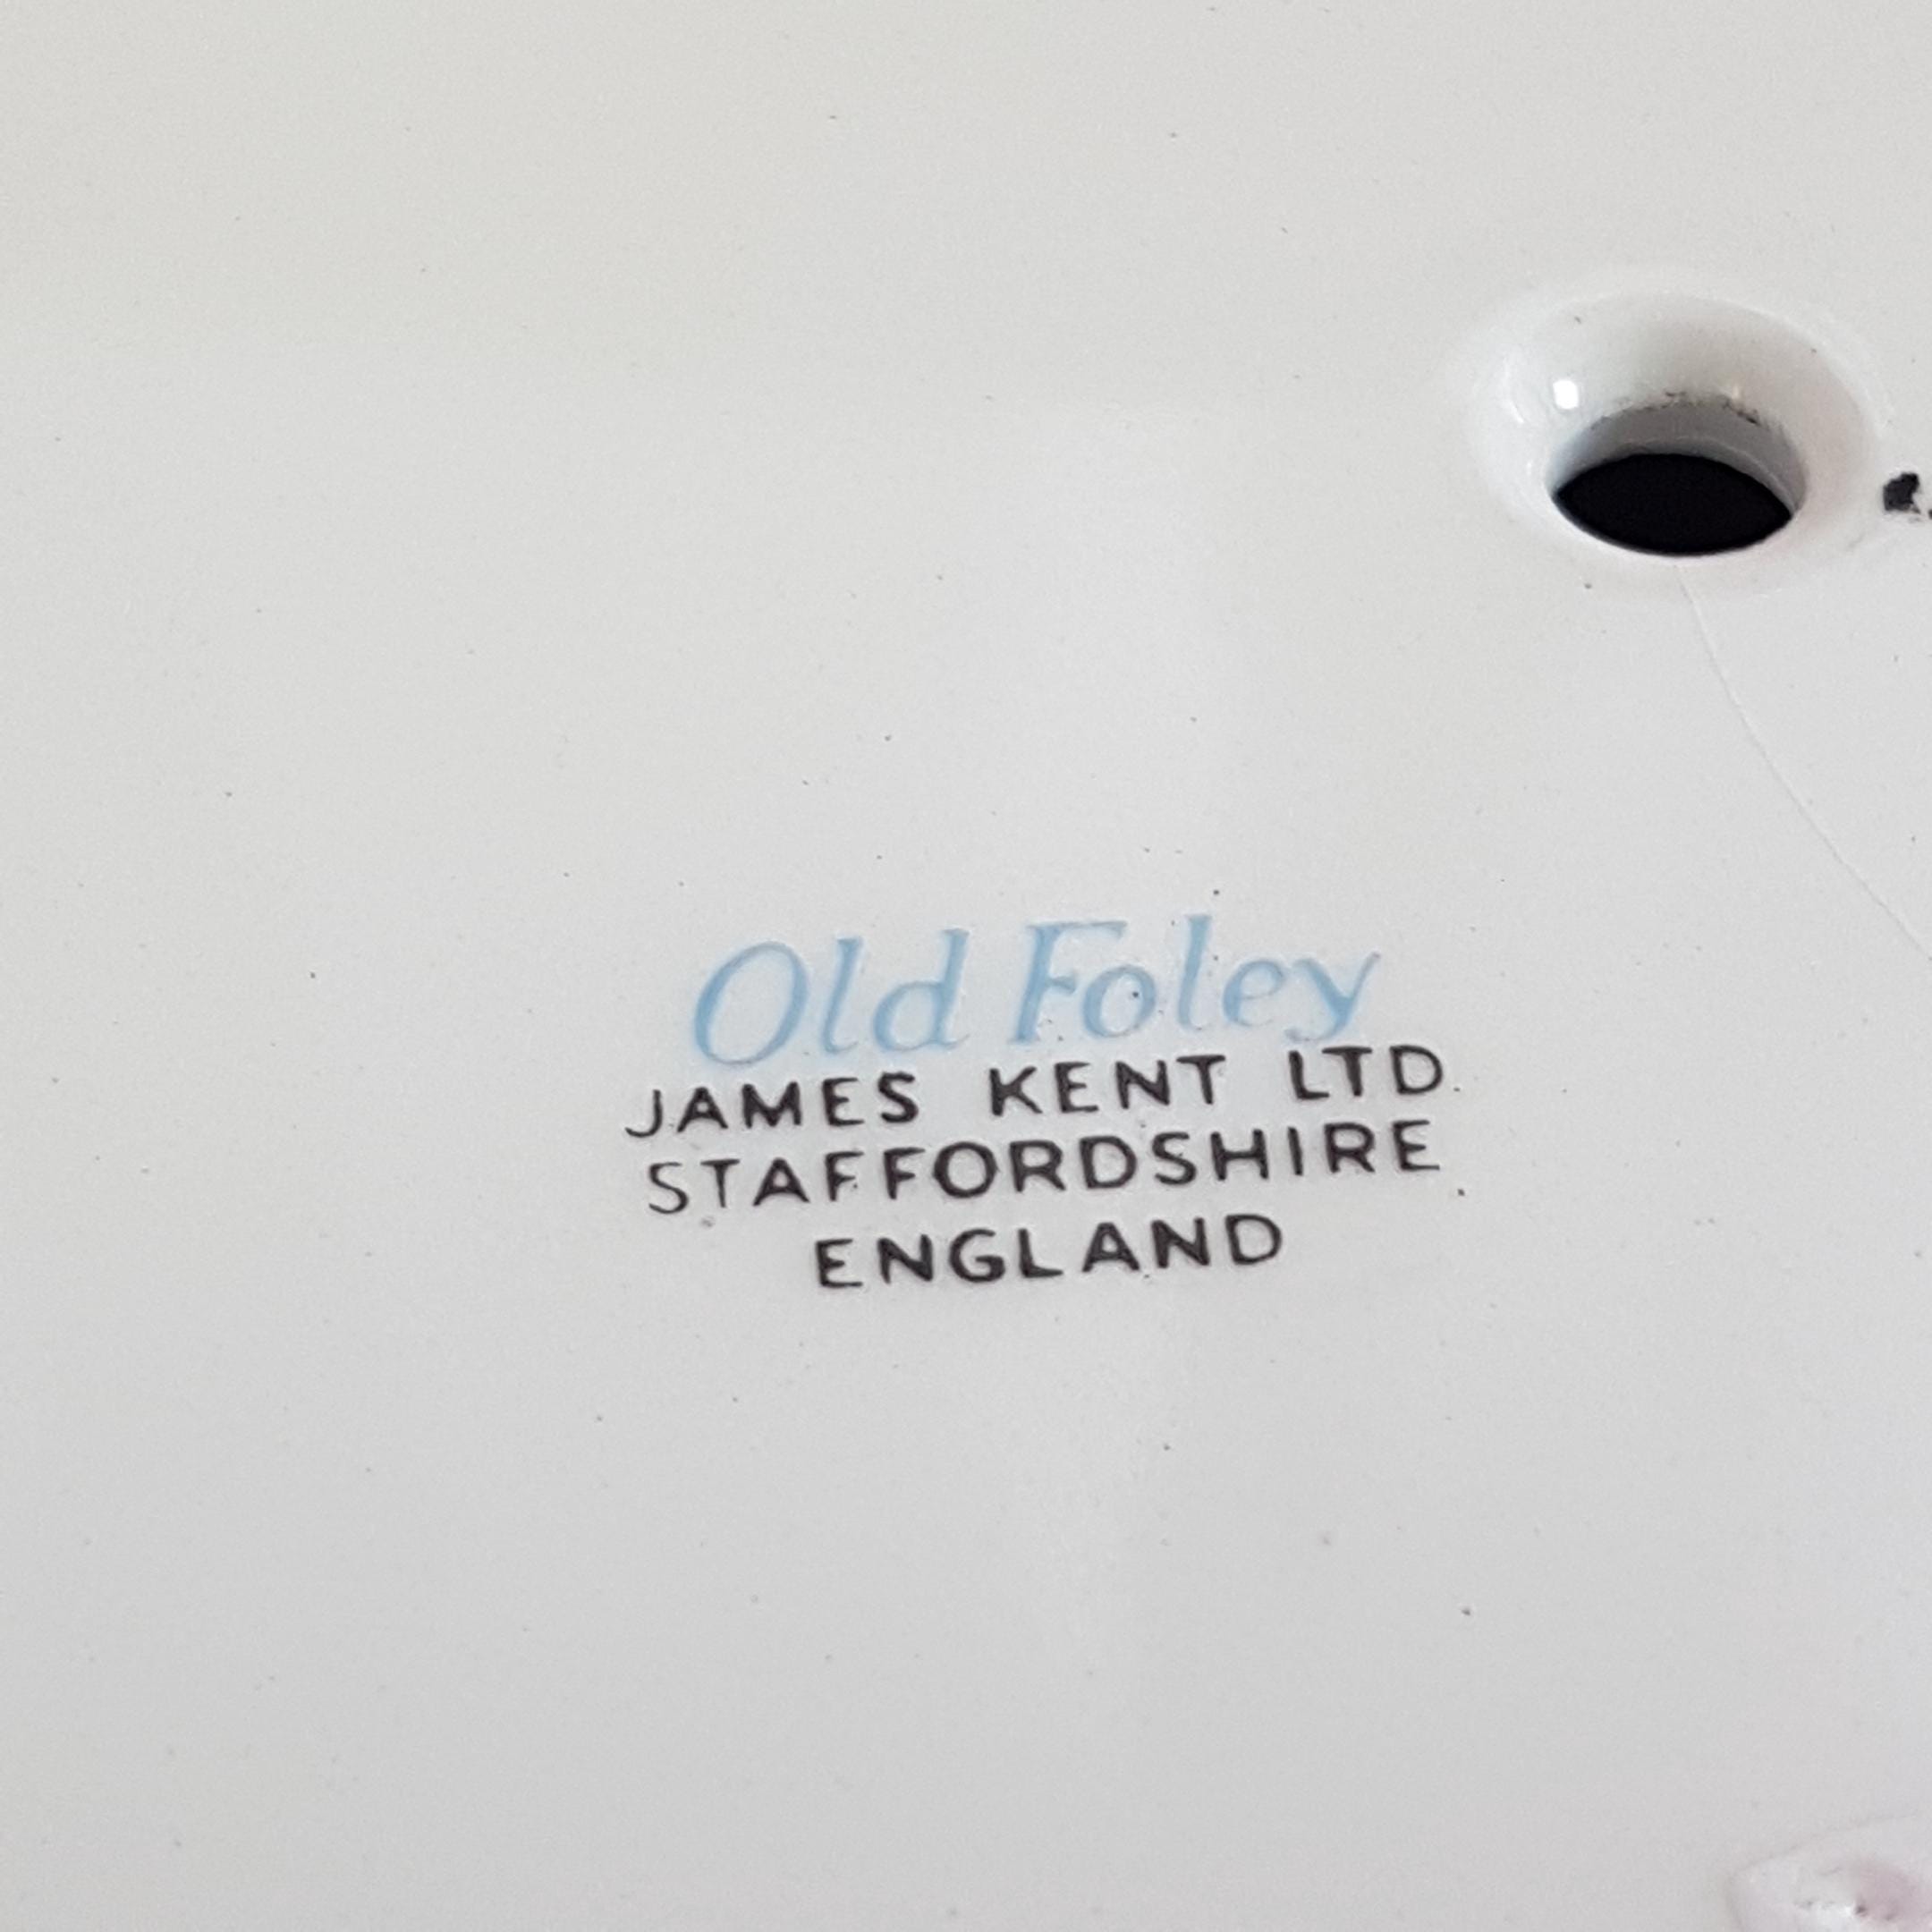 Old Foley
JAMES KENT LTD.
STAFFORDSHIRE
ENGLAND